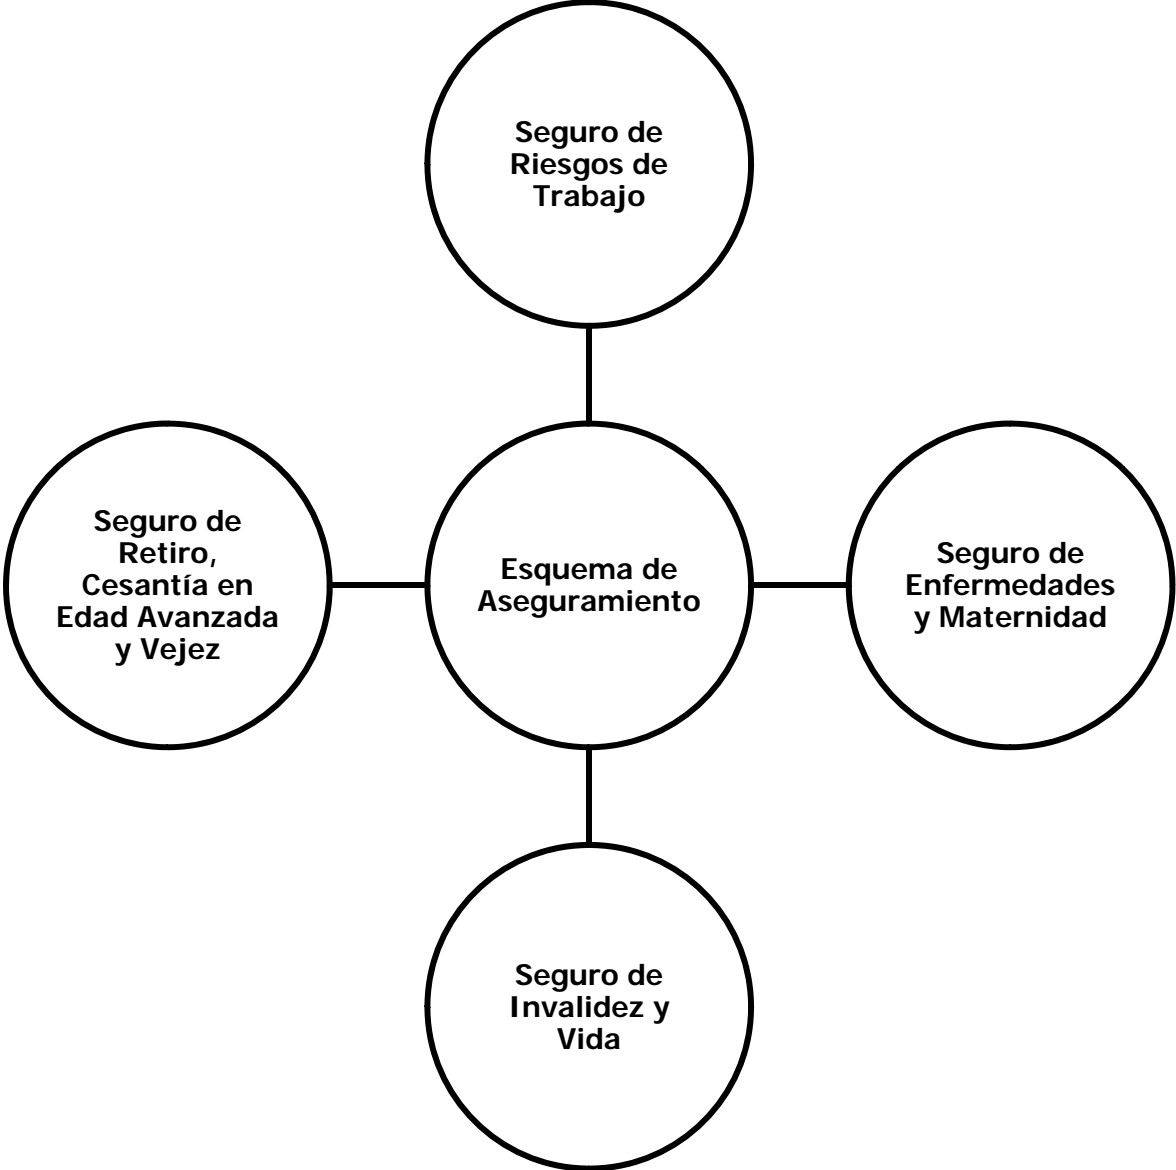 Seguro de
Riesgos de
Trabajo
Seguro de
Retiro,
Cesantía en
Edad Avanzada
y Vejez
Esquema de
Aseguramiento
Seguro de
Enfermedades
y Maternidad
Seguro de
Invalidez y
Vida